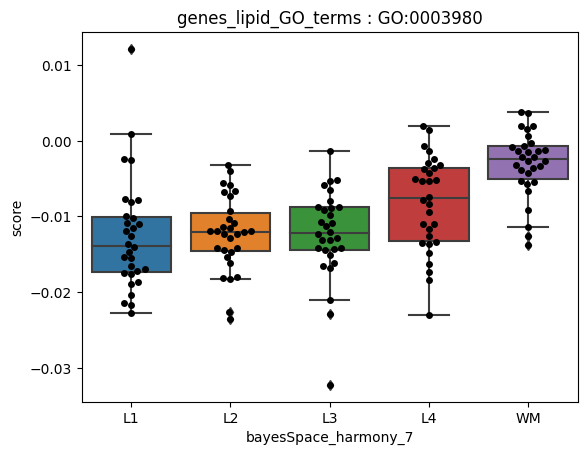 genes_lipid_GO_terms : GO:0003980
0.01
0.00
−0.01
−0.02
−0.03
score
L1 L2 L3 L4 WM
bayesSpace_harmony_7